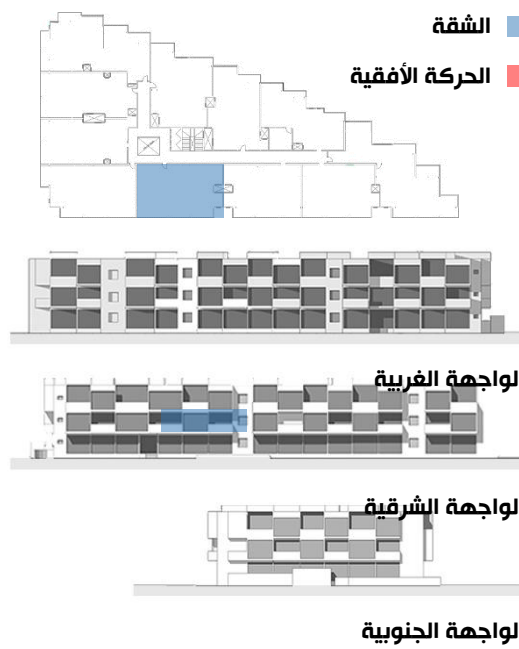 الشقة
الحركة الأفقية
لواجهة الغربية
لواجهة الشرقية
لواجهة الجنوبية